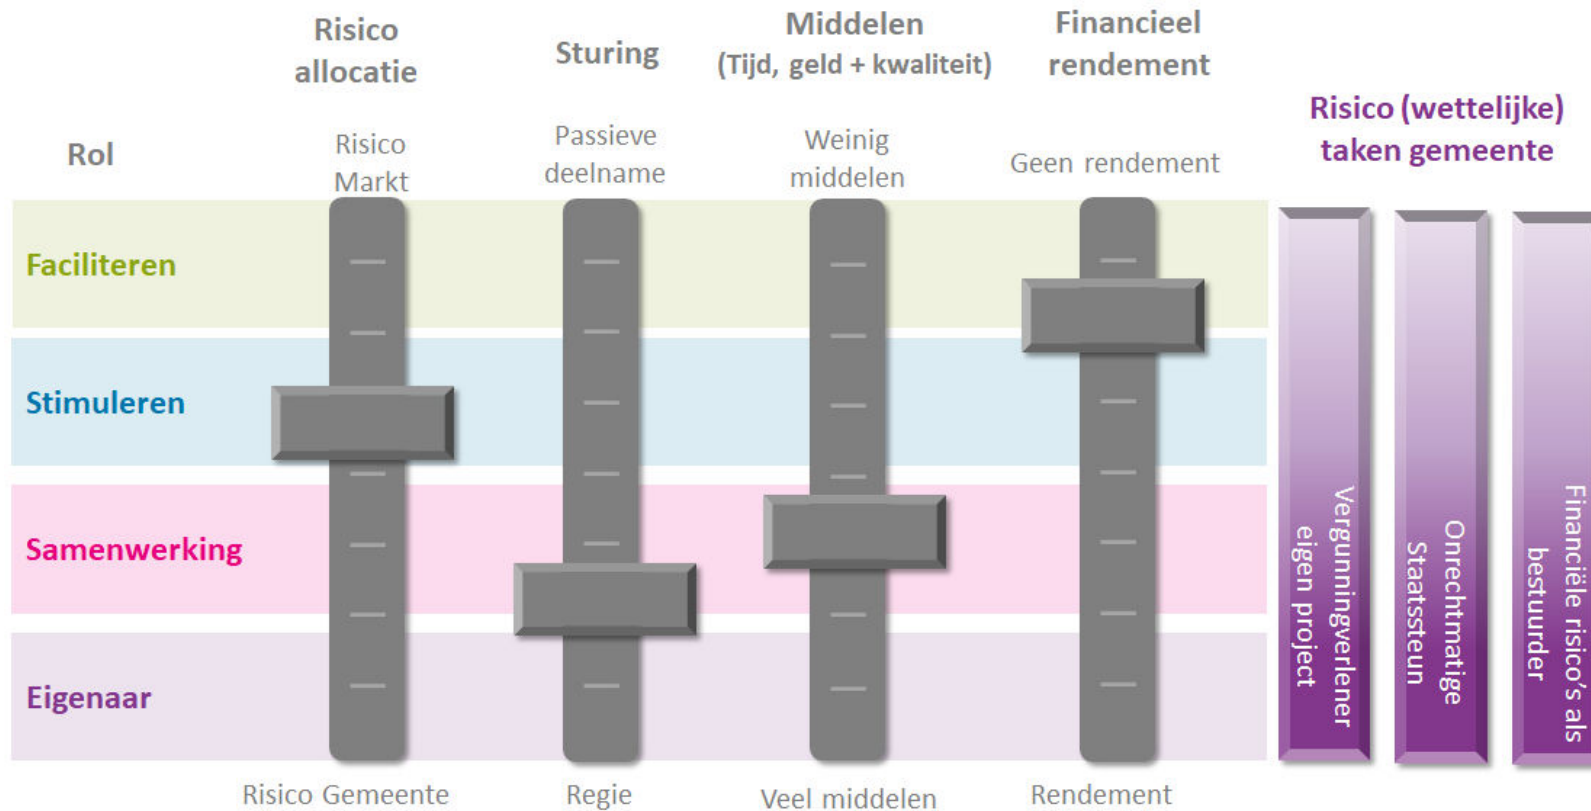 Risico
allocatie
Sturing
Middelen
(Tijd, geld + kwaliteit)
Financieel
rendement
Risico (wettelijke)
taken gemeente
Rol
Risico
Markt
Passieve
deelname
Weinig
middelen
Geen rendement
Faciliteren
Stimuleren
Samenwerking
Eigenaar
Vergunningverlener
eigen project
Onrechtmatige
Staatssteun
Financiële risico's als
bestuurder
Risico Gemeente
Regie
Veel middelen
Rendement